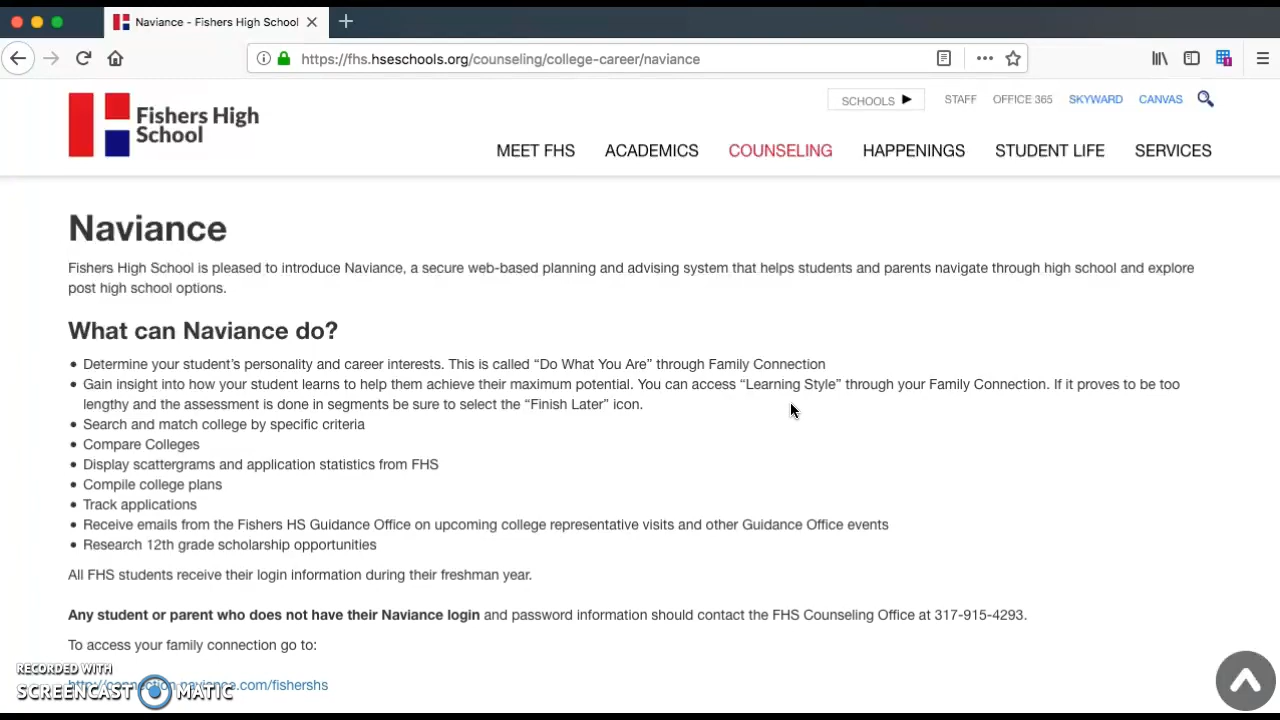 Naviance - Fishers High School
https://fhs.hseschools.org/counseling/college-career/naviance
Fishers High
School
SCHOOLS
STAFF
OFFICE 365
SKYWARD
CANVAS
MEET FHS
ACADEMICS
COUNSELING
HAPPENINGS
STUDENT LIFE
SERVICES
Naviance
Fishers High School is pleased to introduce Naviance, a secure web-based planning and advising system that helps students and parents navigate through high school and explore
post high school options.
What can Naviance do?
• Determine your student's personality and career interests. This is called “Do What You Are” through Family Connection
• Gain insight into how your student learns to help them achieve their maximum potential. You can access “Learning Style” through your Family Connection. If it proves to be too
lengthy and the assessment is done in segments be sure to select the “Finish Later” icon.
• Search and match college by specific criteria
• Compare Colleges
• Display scattergrams and application statistics from FHS
• Compile college plans
• Track applications
• Receive emails from the Fishers HS Guidance Office on upcoming college representative visits and other Guidance Office events
• Research 12th grade scholarship opportunities
All FHS students receive their login information during their freshman year.
Any student or parent who does not have their Naviance login and password information should contact the FHS Counseling Office at 317-915-4293.
To access your family connection go to:
RECORDED WITH
http://connection.naviance.com/fishershs
SCREENCAST MATIC